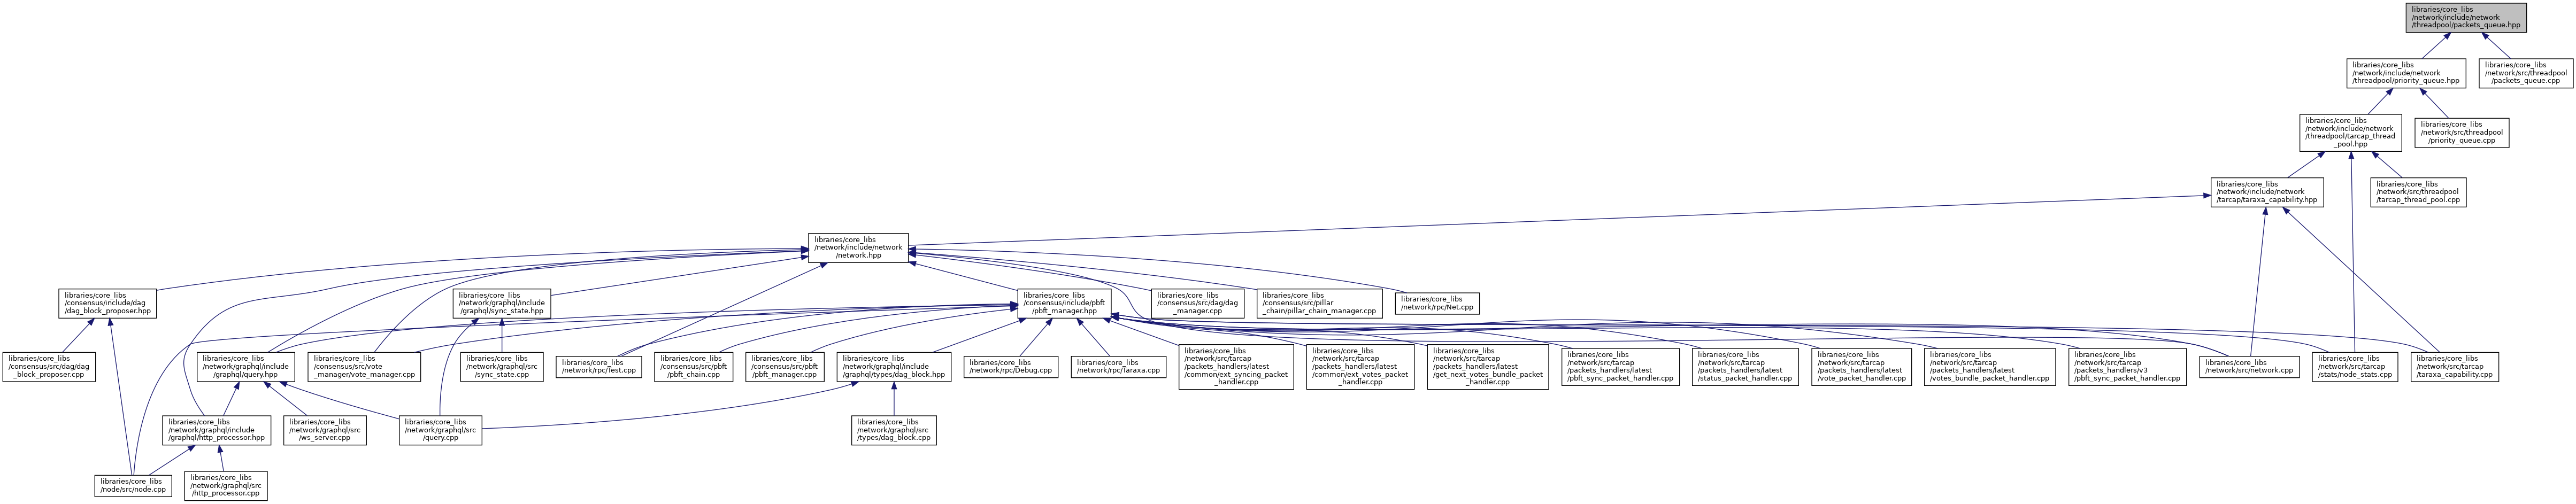 libraries/core_libs
/network/include/network
/threadpool/packets_queue.hpp
libraries/core_libs
/network/include/network
/threadpool/priority_queue.hpp
libraries/core_libs
/network/src/threadpool
/packets_queue.cpp
libraries/core_libs
/network/include/network
/threadpool/tarcap_thread
_pool.hpp
libraries/core_libs
/network/src/threadpool
/priority_queue.cpp
libraries/core_libs
/network/include/network
/tarcap/taraxa_capability.hpp
libraries/core_libs
/network/src/threadpool
/tarcap_thread_pool.cpp
libraries/core_libs
/network/include/network
/network.hpp
libraries/core_libs
/consensus/include/dag
/dag_block_proposer.hpp
libraries/core_libs
/network/graphql/include
/graphql/sync_state.hpp
libraries/core_libs
/consensus/include/pbft
/pbft_manager.hpp
libraries/core_libs
/consensus/src/dag/dag
_manager.cpp
libraries/core_libs
/consensus/src/pillar
_chain/pillar_chain_manager.cpp
libraries/core_libs
/network/rpc/Net.cpp
libraries/core_libs
/consensus/src/dag/dag
_block_proposer.cpp
libraries/core_libs
/network/graphql/include
/graphql/query.hpp
libraries/core_libs
/consensus/src/vote
_manager/vote_manager.cpp
libraries/core_libs
/network/graphql/src
/sync_state.cpp
libraries/core_libs
/network/rpc/Test.cpp
libraries/core_libs
/consensus/src/pbft
/pbft_chain.cpp
libraries/core_libs
/consensus/src/pbft
/pbft_manager.cpp
libraries/core_libs
/network/graphql/include
/graphql/types/dag_block.hpp
libraries/core_libs
/network/rpc/Debug.cpp
libraries/core_libs
/network/rpc/Taraxa.cpp
libraries/core_libs
/network/src/tarcap
/packets_handlers/latest
/common/ext_syncing_packet
_handler.cpp
libraries/core_libs
/network/src/tarcap
/packets_handlers/latest
/common/ext_votes_packet
_handler.cpp
libraries/core_libs
/network/src/tarcap
/packets_handlers/latest
/get_next_votes_bundle_packet
_handler.cpp
libraries/core_libs
/network/src/tarcap
/packets_handlers/latest
/pbft_sync_packet_handler.cpp
libraries/core_libs
/network/src/tarcap
/packets_handlers/latest
/status_packet_handler.cpp
libraries/core_libs
/network/src/tarcap
/packets_handlers/latest
/vote_packet_handler.cpp
libraries/core_libs
/network/src/tarcap
/packets_handlers/latest
/votes_bundle_packet_handler.cpp
libraries/core_libs
/network/src/tarcap
/packets_handlers/v3
/pbft_sync_packet_handler.cpp
libraries/core_libs
/network/src/network.cpp
libraries/core_libs
/network/src/tarcap
/stats/node_stats.cpp
libraries/core_libs
/network/src/tarcap
/taraxa_capability.cpp
libraries/core_libs
/network/graphql/include
/graphql/http_processor.hpp
libraries/core_libs
/network/graphql/src
/ws_server.cpp
libraries/core_libs
/network/graphql/src
/query.cpp
libraries/core_libs
/network/graphql/src
/types/dag_block.cpp
libraries/core_libs
/node/src/node.cpp
libraries/core_libs
/network/graphql/src
/http_processor.cpp